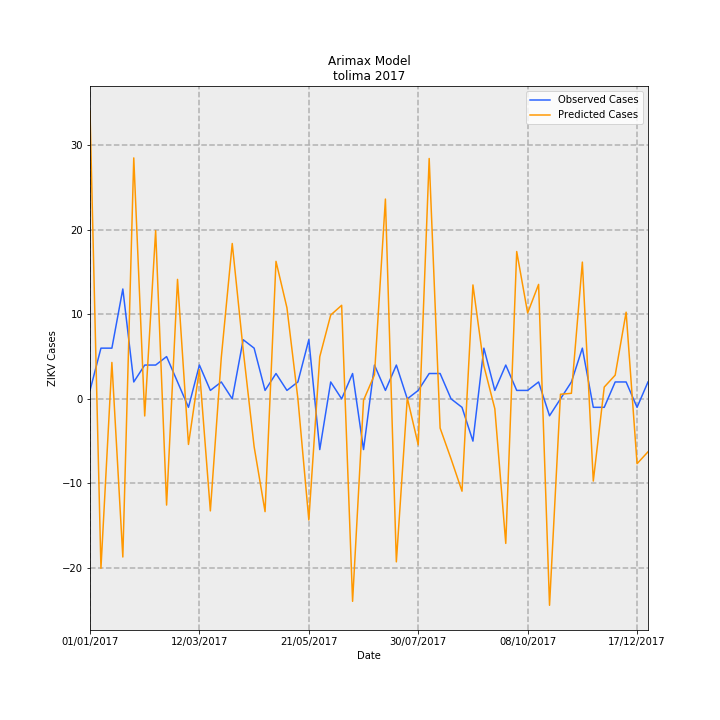 Arimax Model
tolima 2017
Observed Cases
Predicted Cases
30
20
10
0
−10
−20
ZIKV Cases
01/01/2017 12/03/2017 21/05/2017 30/07/2017 08/10/2017 17/12/2017
Date